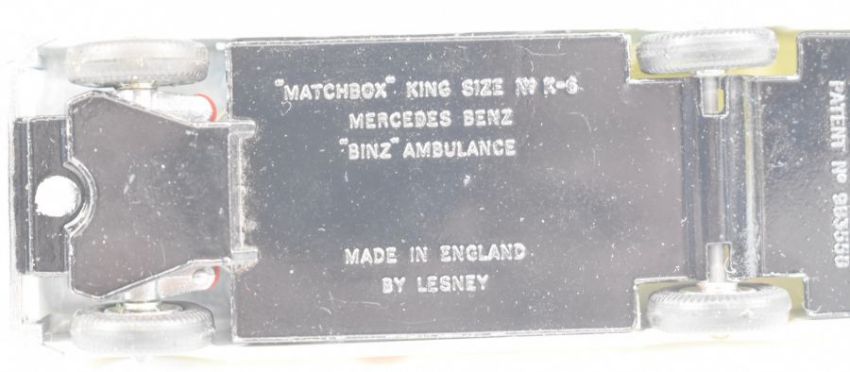 "MATCHBOX" KING SIZE Nº K-6
MERCEDES BENZ
"BINZ" AMBULANCE
MADE IN ENGLAND
BY LESNEY
PATENT Nº